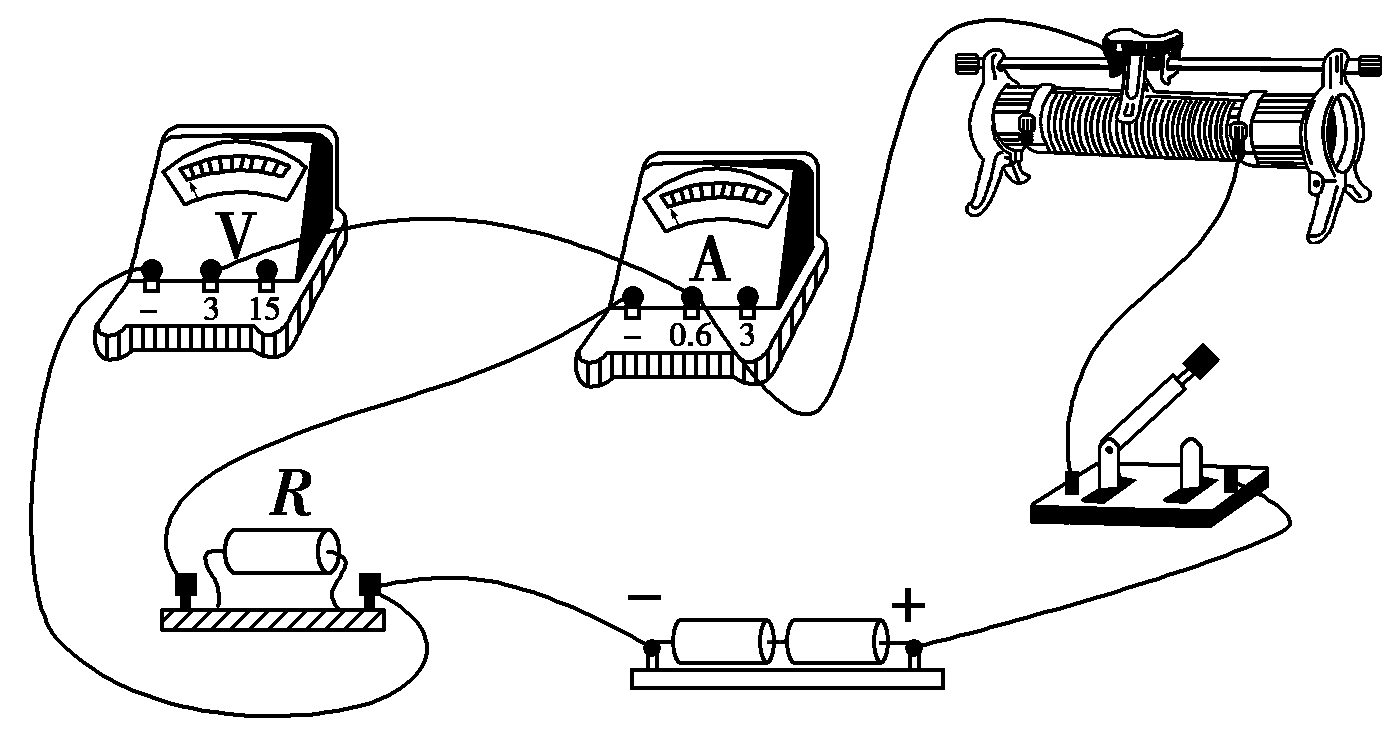 V
– 3 15
A
– 0.6 3
R
– +